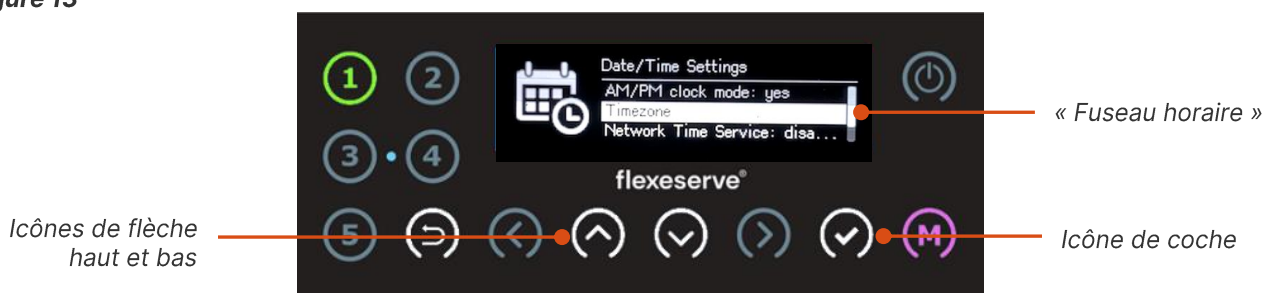 gure 13
1
2
Date/Time Settings
AM/PM clock mode: yes
Timezone
Network Time Service: disa...
« Fuseau horaire »
3
4
flexeserve®
Icônes de flèche
haut et bas
5
M
Icône de coche